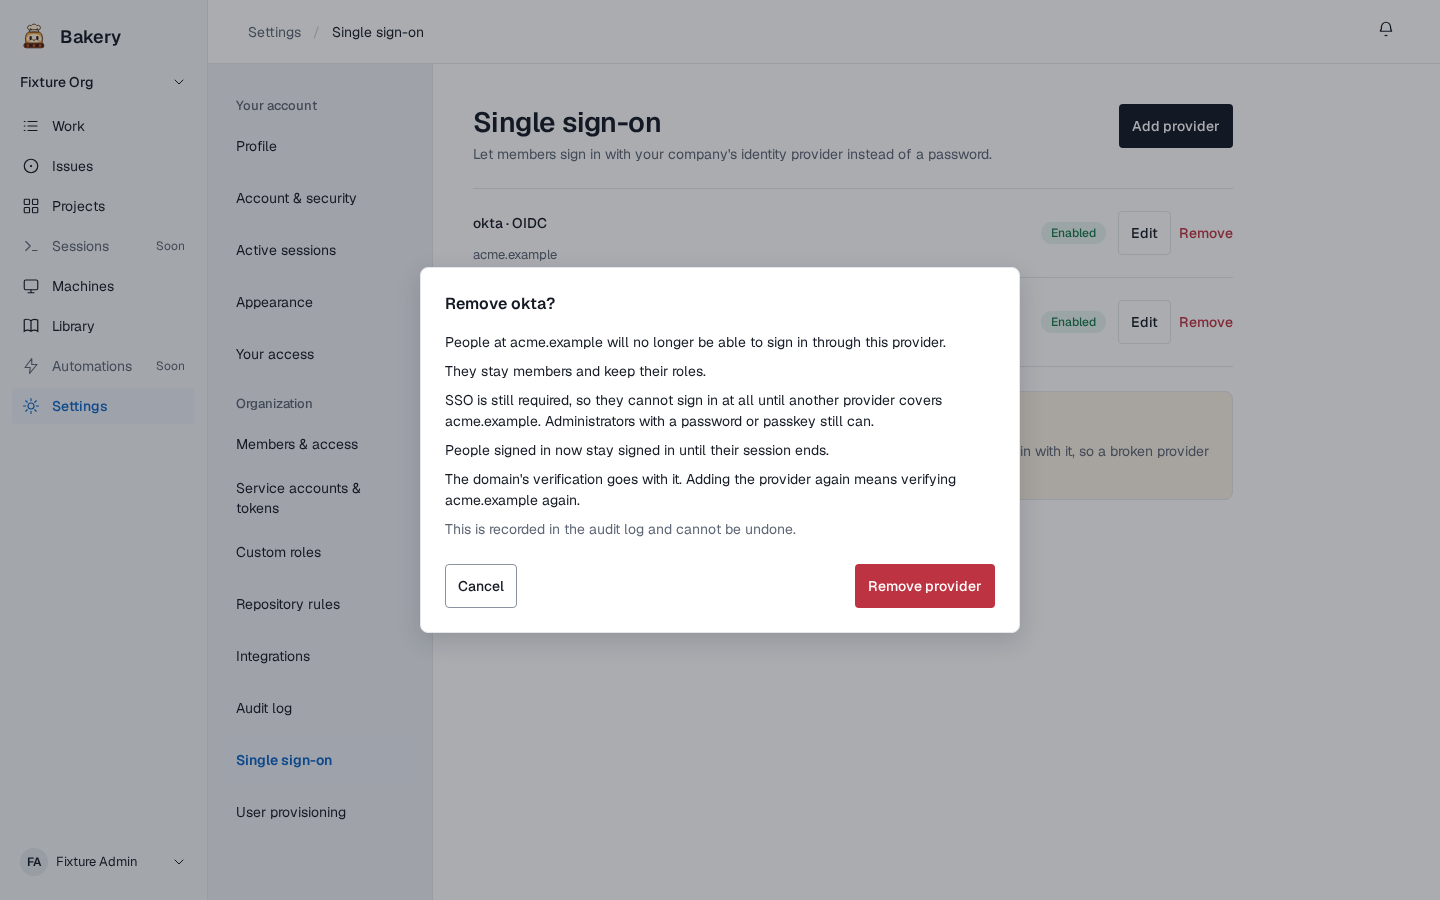 Bakery
Fixture Org
Work
Issues
Projects
Sessions Soon
Machines
Library
Automations Soon
Settings
FA Fixture Admin
Settings / Single sign-on
Your account
Profile
Account & security
Active sessions
Appearance
Your access
Organization
Members & access
Service accounts &
tokens
Custom roles
Repository rules
Integrations
Audit log
Single sign-on
User provisioning
Single sign-on
Add provider
Let members sign in with your company's identity provider instead of a password.
okta · OIDC
acme.example
Enabled Edit Remove
Enabled Edit Remove
in with it, so a broken provider
Remove okta?
People at acme.example will no longer be able to sign in through this provider.
They stay members and keep their roles.
SSO is still required, so they cannot sign in at all until another provider covers
acme.example. Administrators with a password or passkey still can.
People signed in now stay signed in until their session ends.
The domain's verification goes with it. Adding the provider again means verifying
acme.example again.
This is recorded in the audit log and cannot be undone.
Cancel
Remove provider